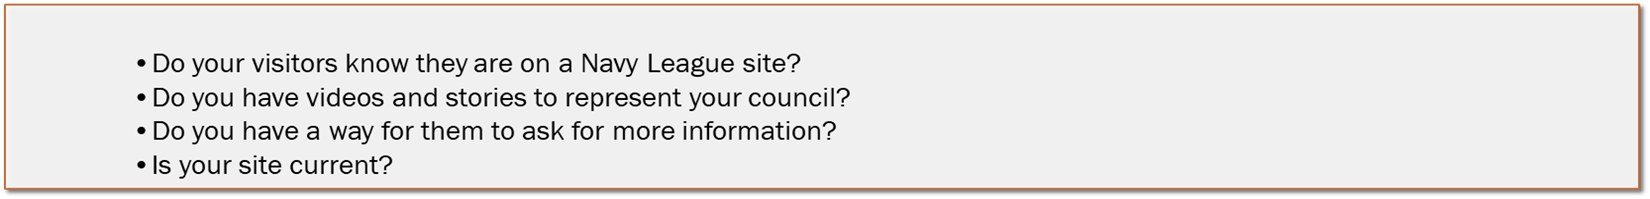 • Do your visitors know they are on a Navy League site?
• Do you have videos and stories to represent your council?
• Do you have a way for them to ask for more information?
• Is your site current?